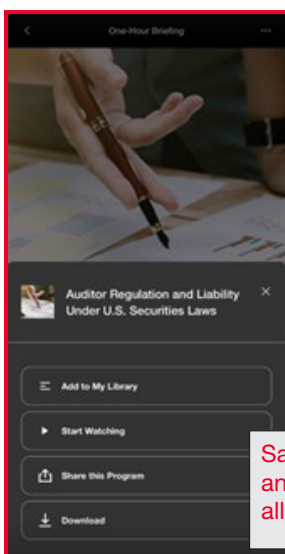 One-Hour Briefing
Auditor Regulation and Liability
Under U.S. Securities Laws
Add to My Library
Start Watching
Share this Program
Download
Sa
an
all